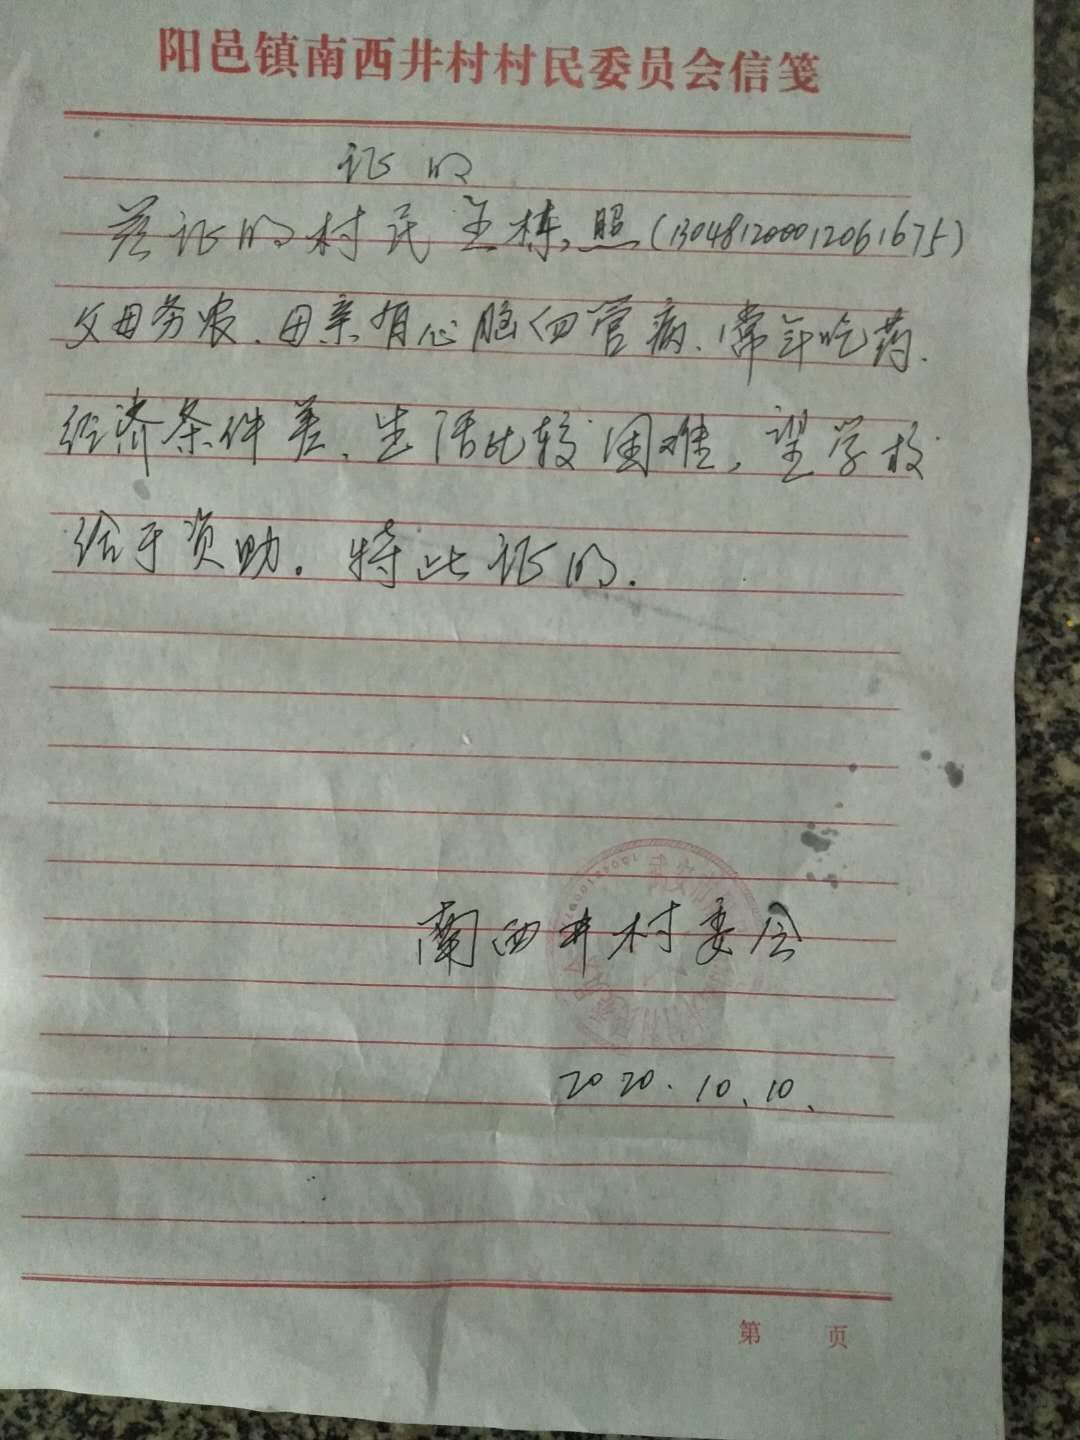 阳邑镇南西井村村民委员会信笺
证明
兹证明村民王栋照(130481200012061675)
父母务农、母亲有心脑血管病、常年吃药.
经济条件差、生活比较困难,望学校
给于资助。特此证明.
南西井村委会
2020.10.10.
第 页